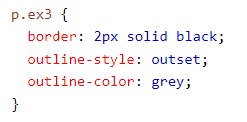 p.ex3 {
  border: 2px solid black;
  outline-style: outset;
  outline-color: grey;
}